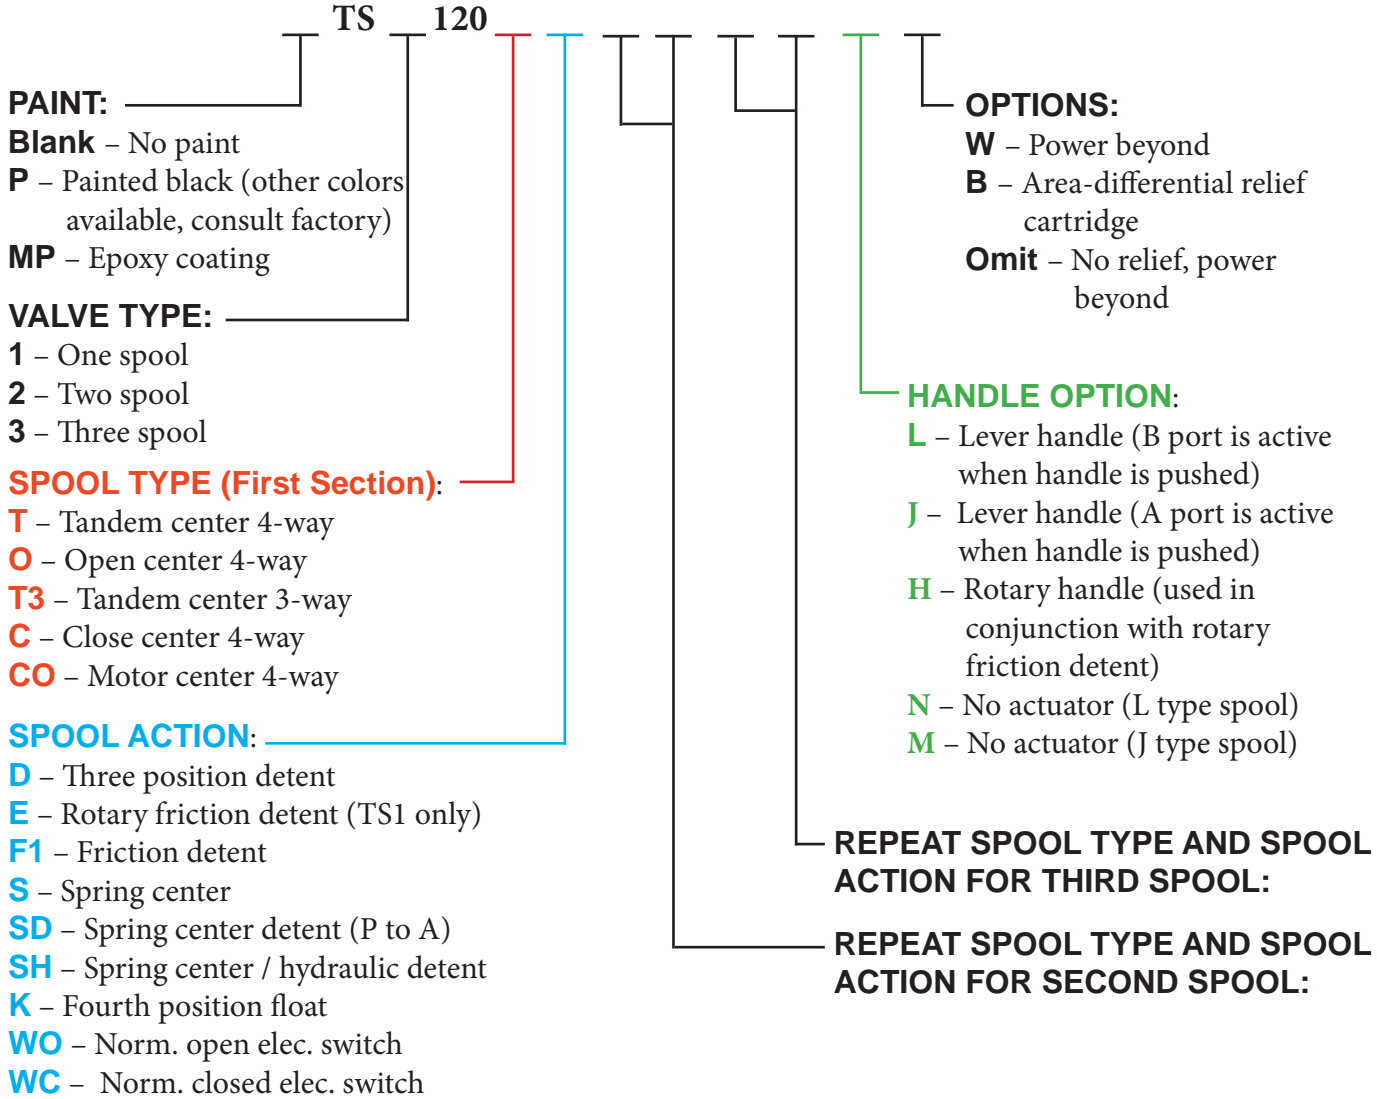 TS 120
PAINT:
Blank – No paint
P – Painted black (other colors
available, consult factory)
MP – Epoxy coating
VALVE TYPE:
1 – One spool
2 – Two spool
3 – Three spool
SPOOL TYPE (First Section):
T – Tandem center 4-way
O – Open center 4-way
T3 – Tandem center 3-way
C – Close center 4-way
CO – Motor center 4-way
SPOOL ACTION:
D – Three position detent
E – Rotary friction detent (TS1 only)
F1 – Friction detent
S – Spring center
SD – Spring center detent (P to A)
SH – Spring center / hydraulic detent
K – Fourth position float
WO – Norm. open elec. switch
WC – Norm. closed elec. switch
OPTIONS:
W – Power beyond
B – Area-differential relief
cartridge
Omit – No relief, power
beyond
HANDLE OPTION:
L – Lever handle (B port is active
when handle is pushed)
J – Lever handle (A port is active
when handle is pushed)
H – Rotary handle (used in
conjunction with rotary
friction detent)
N – No actuator (L type spool)
M – No actuator (J type spool)
REPEAT SPOOL TYPE AND SPOOL
ACTION FOR THIRD SPOOL:
REPEAT SPOOL TYPE AND SPOOL
ACTION FOR SECOND SPOOL: